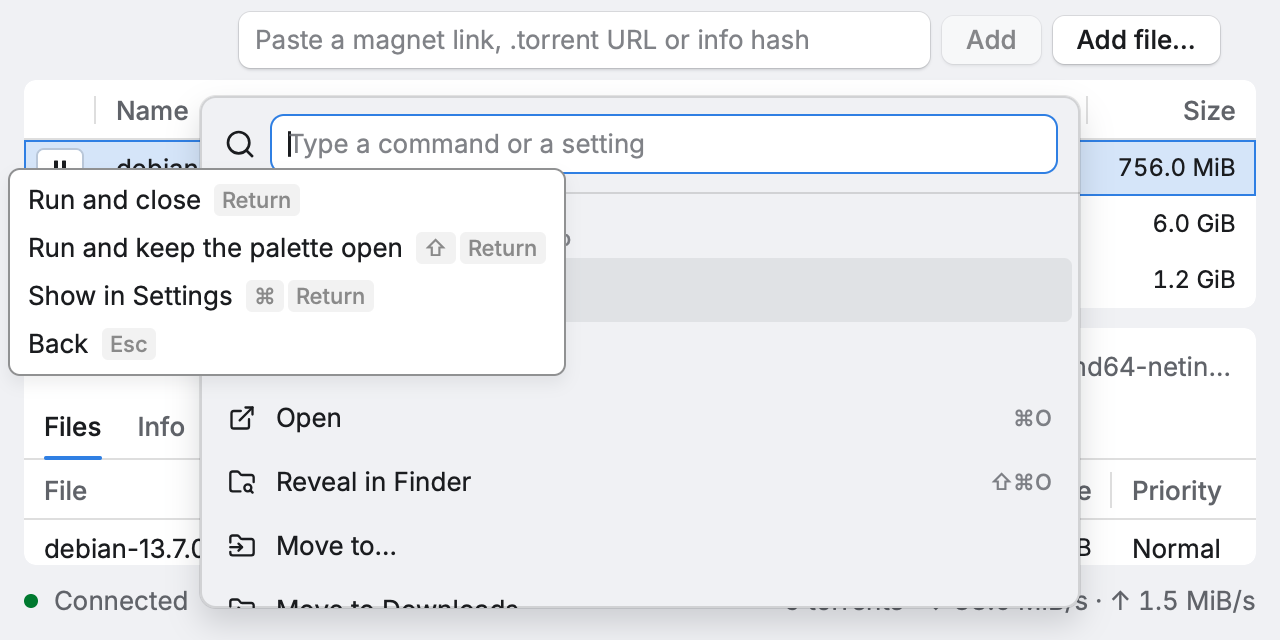 Paste a magnet link, .torrent URL or info hash
Add
Add file...
Name
Size
Type a command or a setting
756.0 MiB
Run and close Return
6.0 GiB
Run and keep the palette open ⇧ Return
1.2 GiB
Show in Settings ⌘ Return
Back Esc
nd64-netin...
Files Info
Open ⌘O
Reveal in Finder ⇧⌘O
File
Priority
Move to...
debian-13.7.0
Normal
Move to Downloads
Connected
· ↑ 1.5 MiB/s